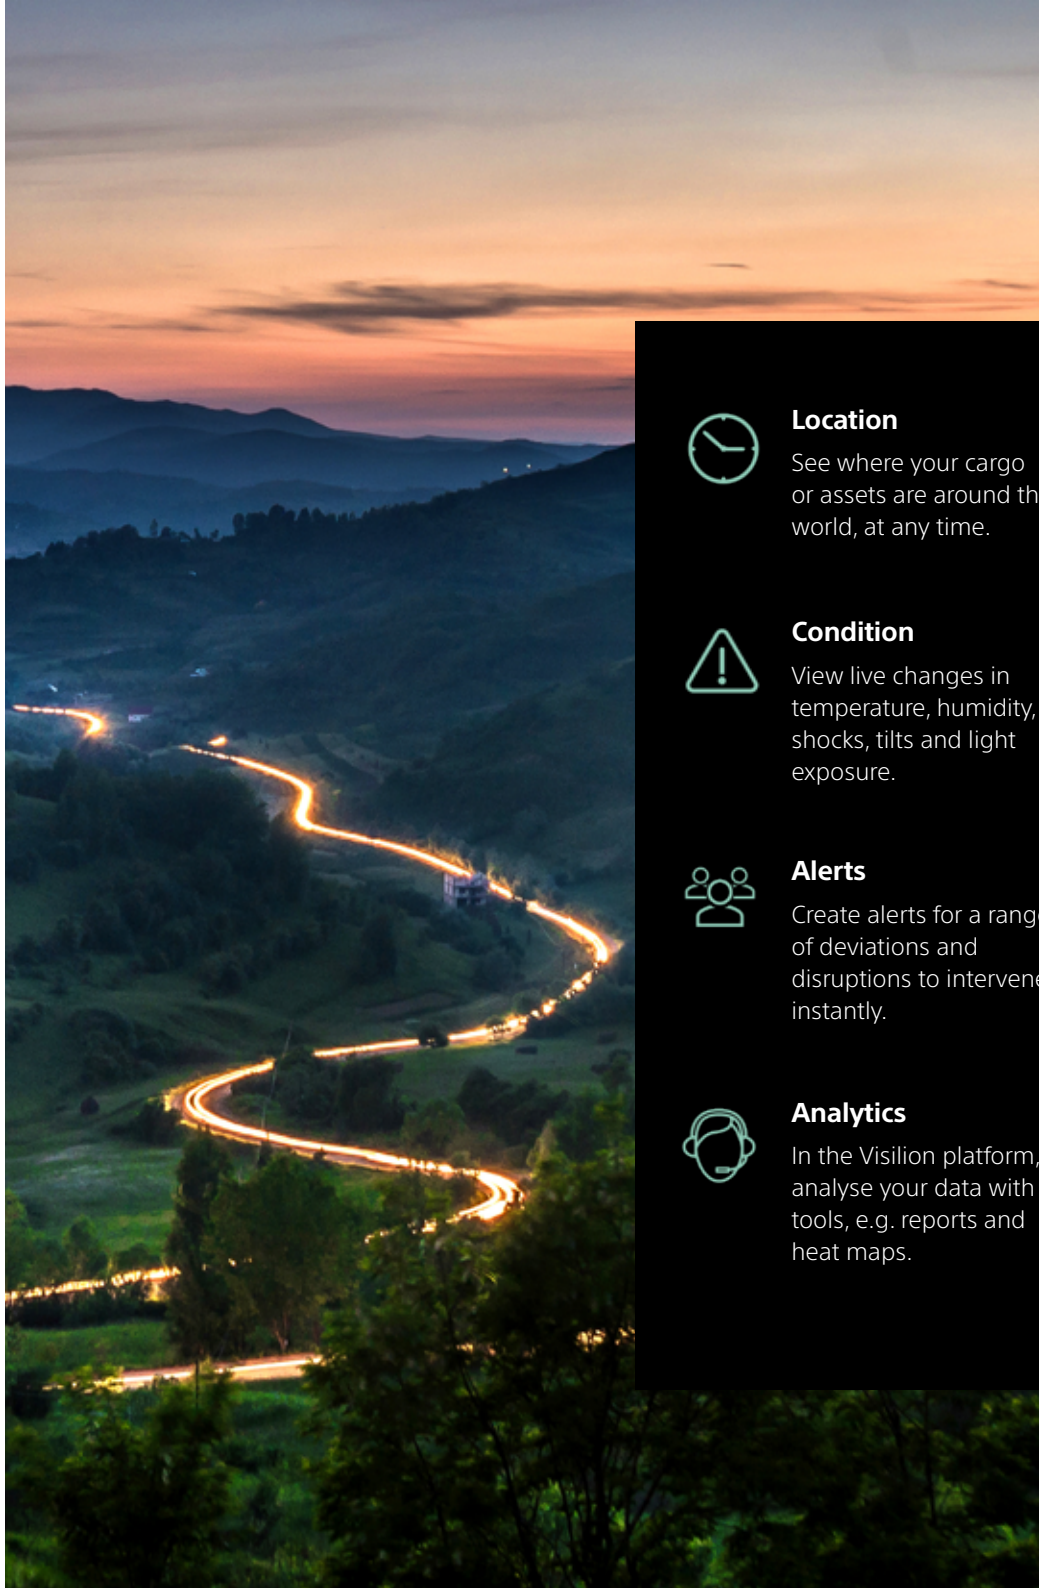 Location
See where your cargo
or assets are around
world, at any time.
Condition
View live changes in
temperature, humidity,
shocks, tilts and light
exposure.
Alerts
Create alerts for a
of deviations and
disruptions to
instantly.
Analytics
In the Visilion platform,
analyse your data with
tools, e.g. reports and
heat maps.